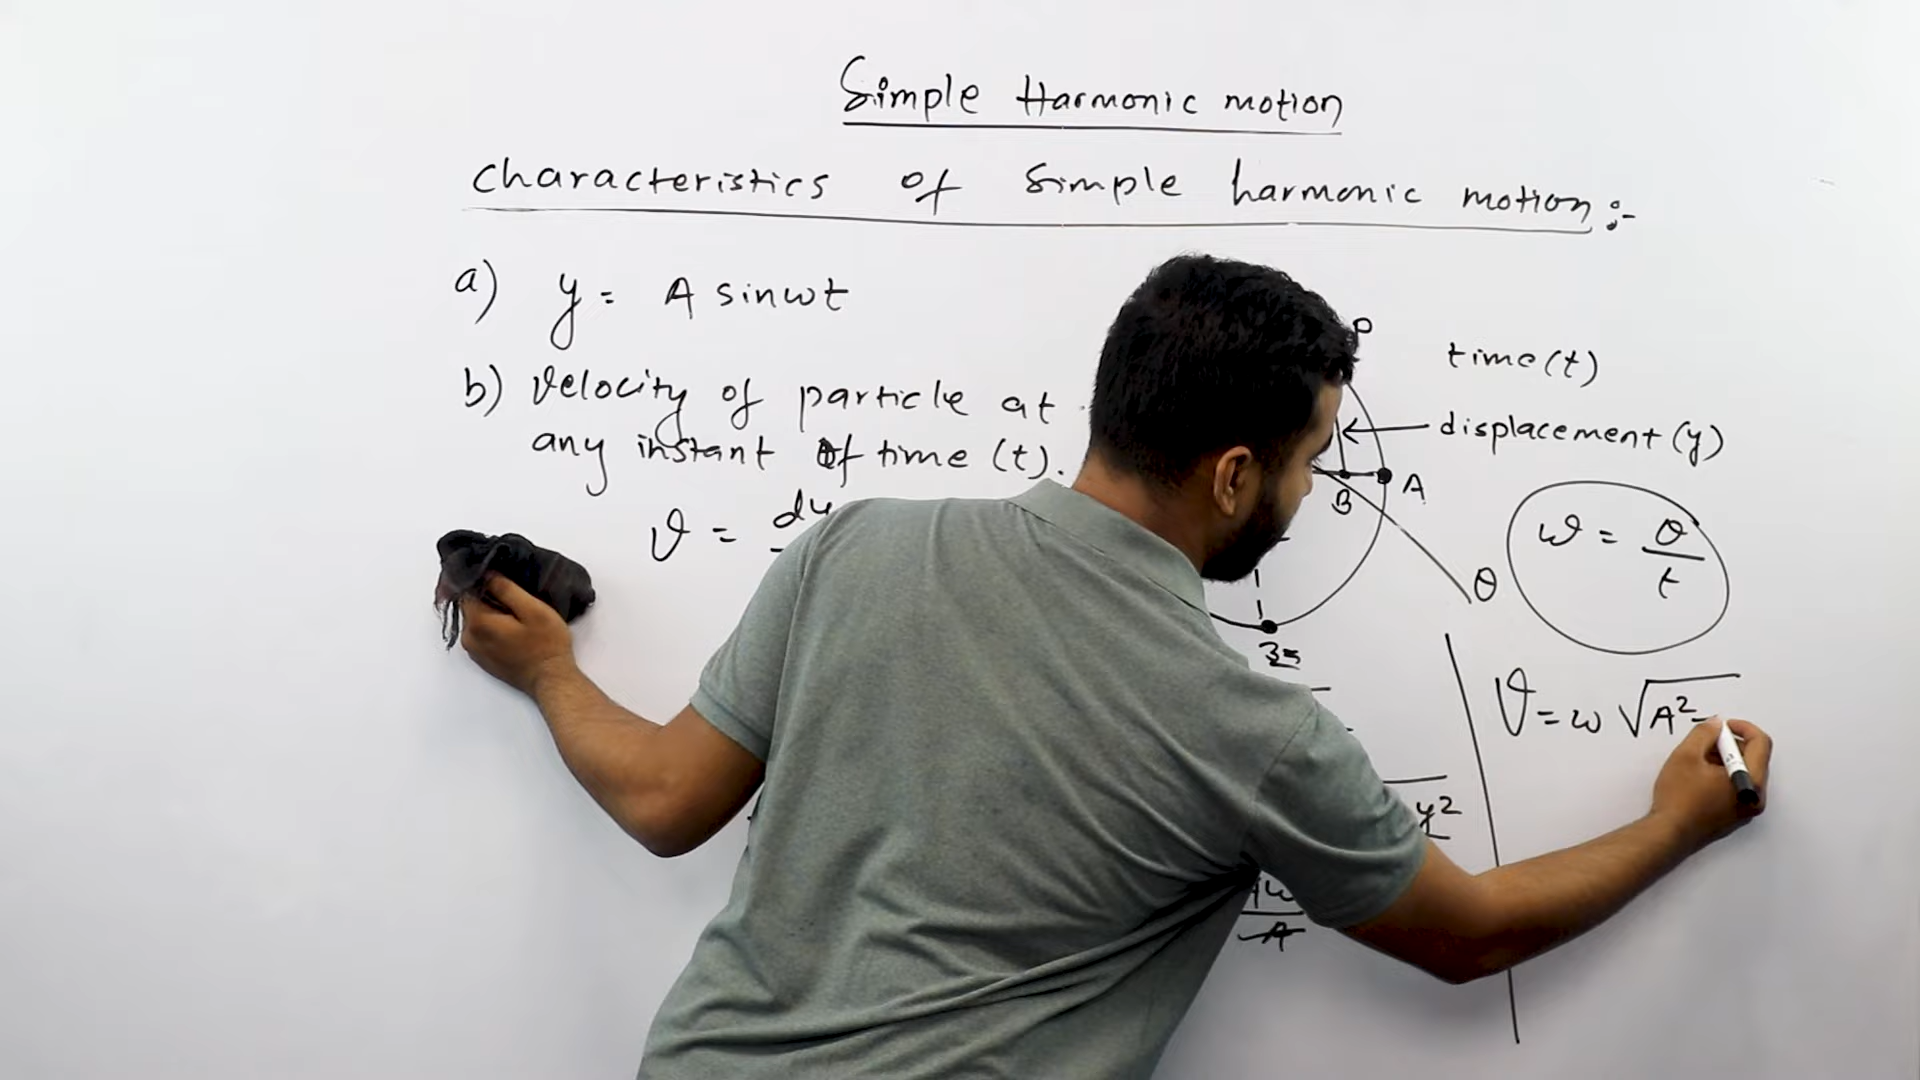 Simple Harmonic motion
characteristics of simple harmonic motion :-
a) y = A sinwt
b) velocity of particle at
any instant of time (t).
v = dy
P
time (t)
displacement (y)
B
A
ω = θ / t
θ
v = ω √A² -
y²
A